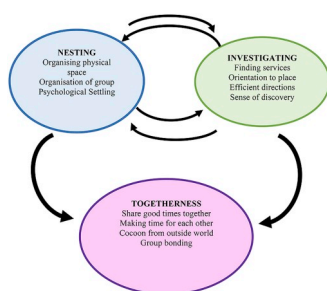 NESTING
Organising physical
space
Organisation of group
Psychological Settling
INVESTIGATING
Finding services
Orientation to place
Efficient directions
Sense of discovery
TOGETHERNESS
Share good times together
Making time for each other
Cocoon from outside world
Group bonding